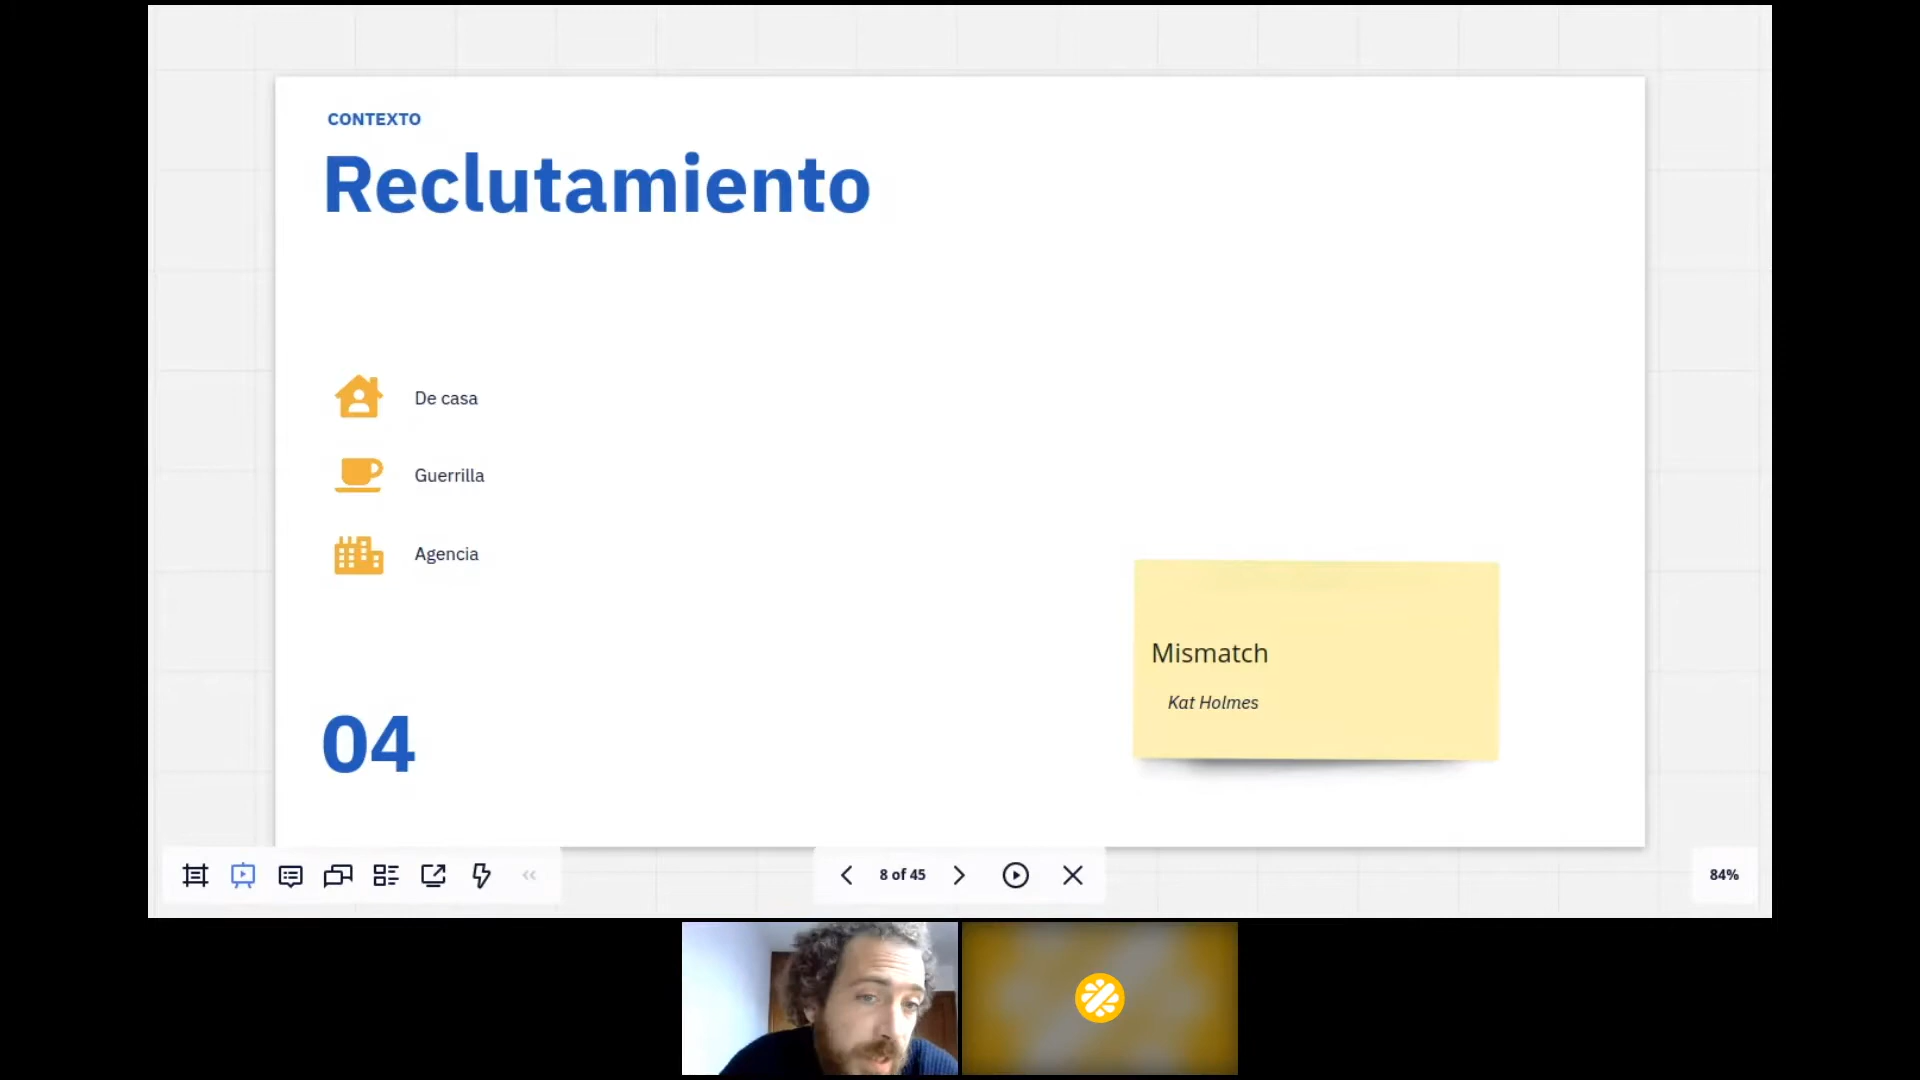 CONTEXTO
Reclutamiento
De casa
Guerrilla
Agencia
Mismatch
Kat Holmes
04
8 of 45
84%